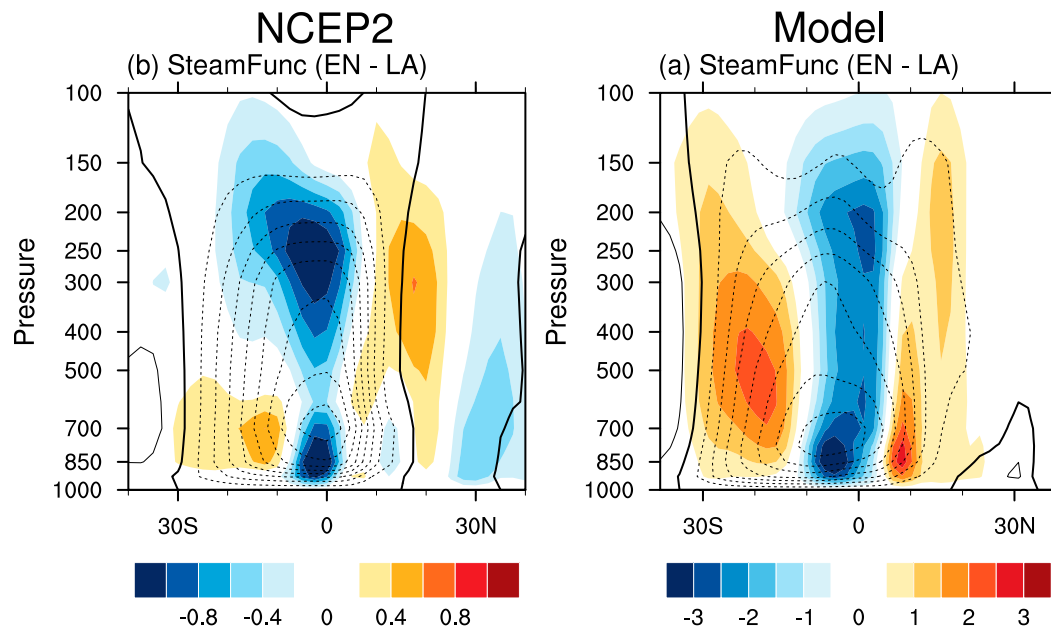 NCEP2
Model
(b) SteamFunc (EN - LA)
(a) SteamFunc (EN - LA)
100
150
200
250
300
400
500
700
850
1000
Pressure
30S 0 30N
-0.8 -0.4 0 0.4 0.8
100
150
200
250
300
400
500
700
850
1000
Pressure
30S 0 30N
-3 -2 -1 0 1 2 3